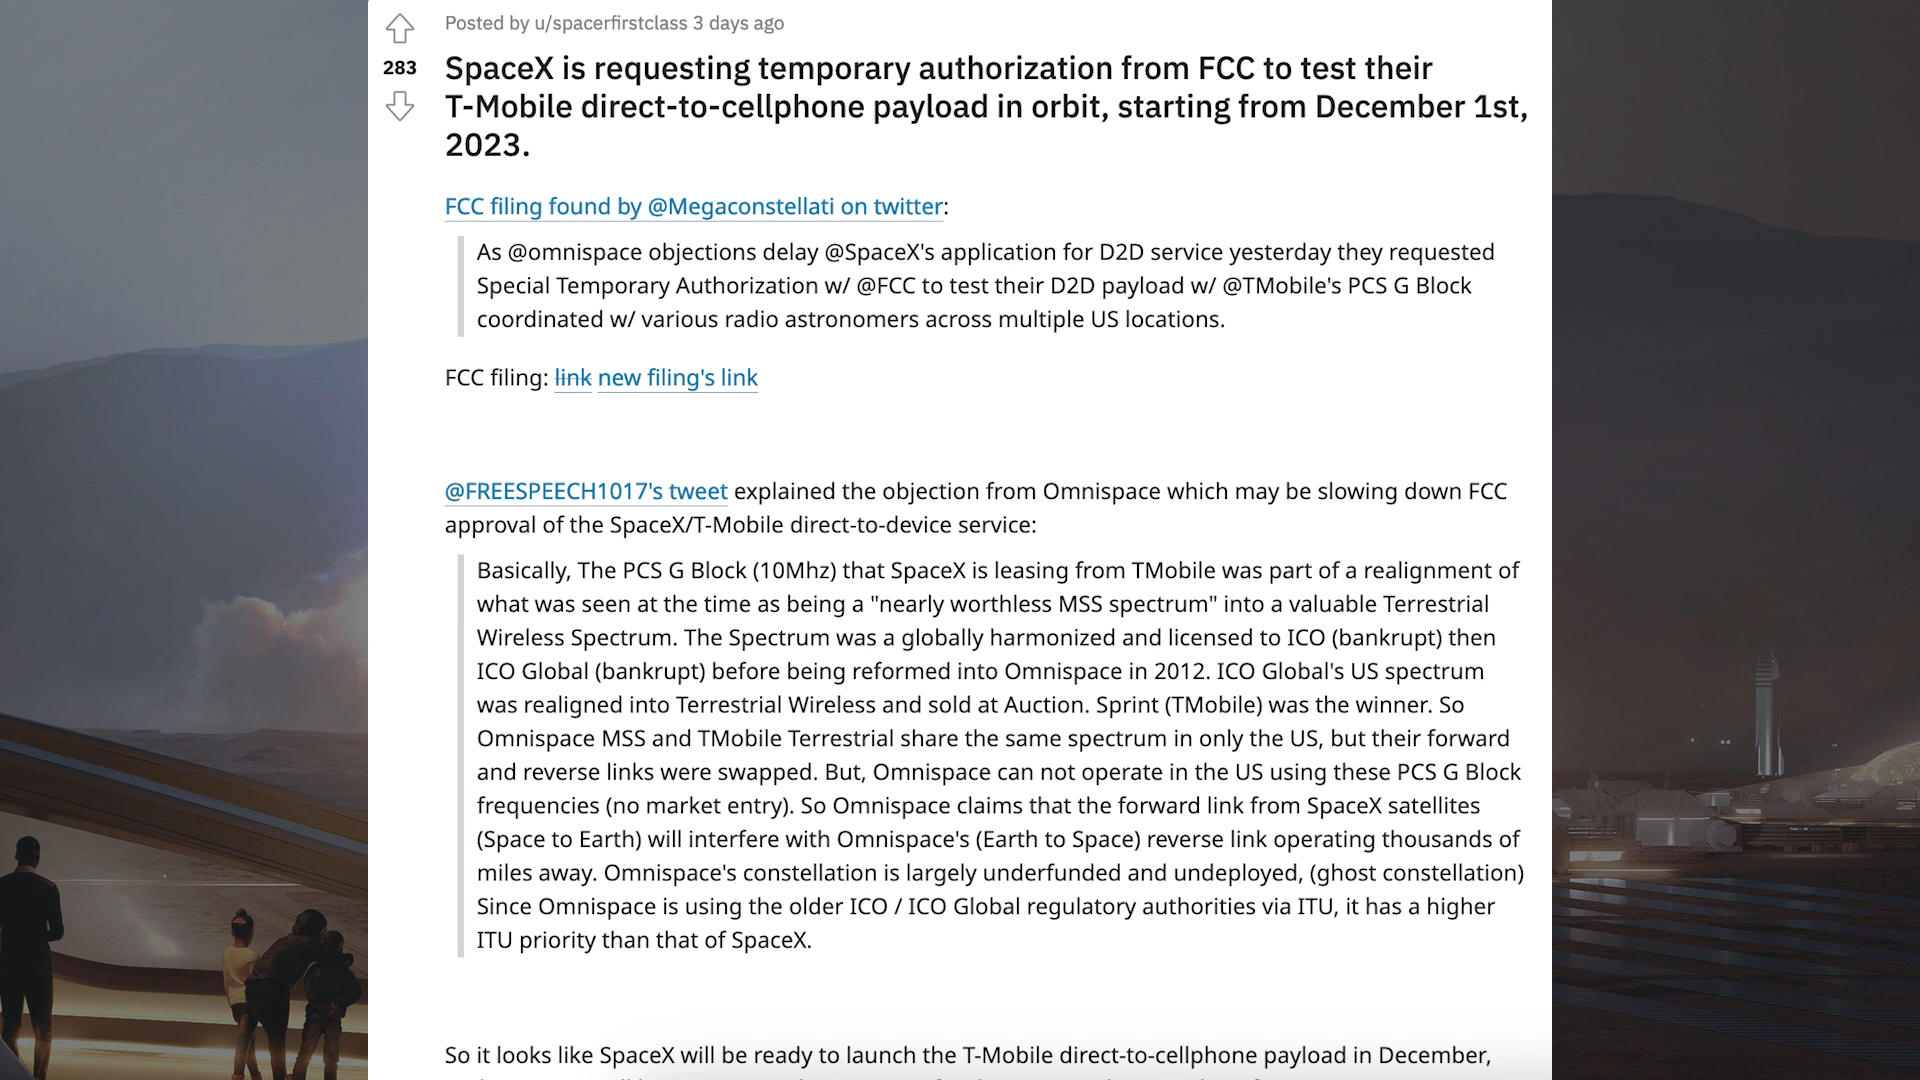 Posted by u/spacerfirstclass 3 days ago
283
SpaceX is requesting temporary authorization from FCC to test their
T-Mobile direct-to-cellphone payload in orbit, starting from December 1st,
2023.
FCC filing found by @Megaconstellati on twitter:
As @omnispace objections delay @SpaceX's application for D2D service yesterday they requested
Special Temporary Authorization w/ @FCC to test their D2D payload w/ @TMobile's PCS G Block
coordinated w/ various radio astronomers across multiple US locations.
FCC filing: link new filing's link
@FREESPEECH1017's tweet explained the objection from Omnispace which may be slowing down FCC
approval of the SpaceX/T-Mobile direct-to-device service:
Basically, The PCS G Block (10Mhz) that SpaceX is leasing from TMobile was part of a realignment of
what was seen at the time as being a "nearly worthless MSS spectrum" into a valuable Terrestrial
Wireless Spectrum. The Spectrum was a globally harmonized and licensed to ICO (bankrupt) then
ICO Global (bankrupt) before being reformed into Omnispace in 2012. ICO Global's US spectrum
was realigned into Terrestrial Wireless and sold at Auction. Sprint (TMobile) was the winner. So
Omnispace MSS and TMobile Terrestrial share the same spectrum in only the US, but their forward
and reverse links were swapped. But, Omnispace can not operate in the US using these PCS G Block
frequencies (no market entry). So Omnispace claims that the forward link from SpaceX satellites
(Space to Earth) will interfere with Omnispace's (Earth to Space) reverse link operating thousands of
miles away. Omnispace's constellation is largely underfunded and undeployed, (ghost constellation)
Since Omnispace is using the older ICO / ICO Global regulatory authorities via ITU, it has a higher
ITU priority than that of SpaceX.
So it looks like SpaceX will be ready to launch the T-Mobile direct-to-cellphone payload in December,